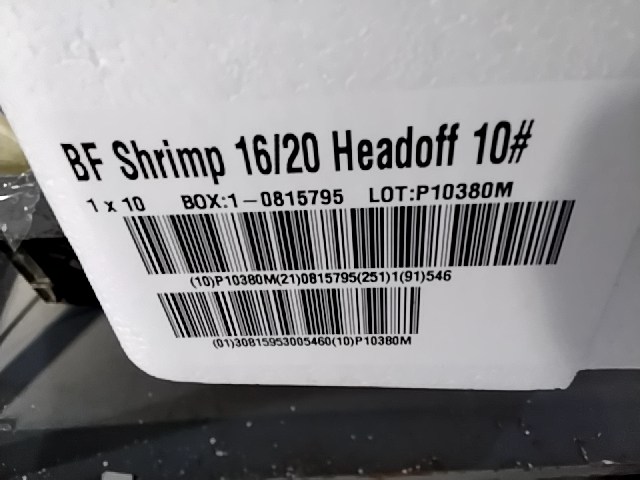 BF Shrimp 16/20 Headoff 10#
1 x 10 BOX:1-0815795 LOT:P10380M
(10)P10380M(21)0815795(251)1(91)546
(01)30815953005460(10)P10380M